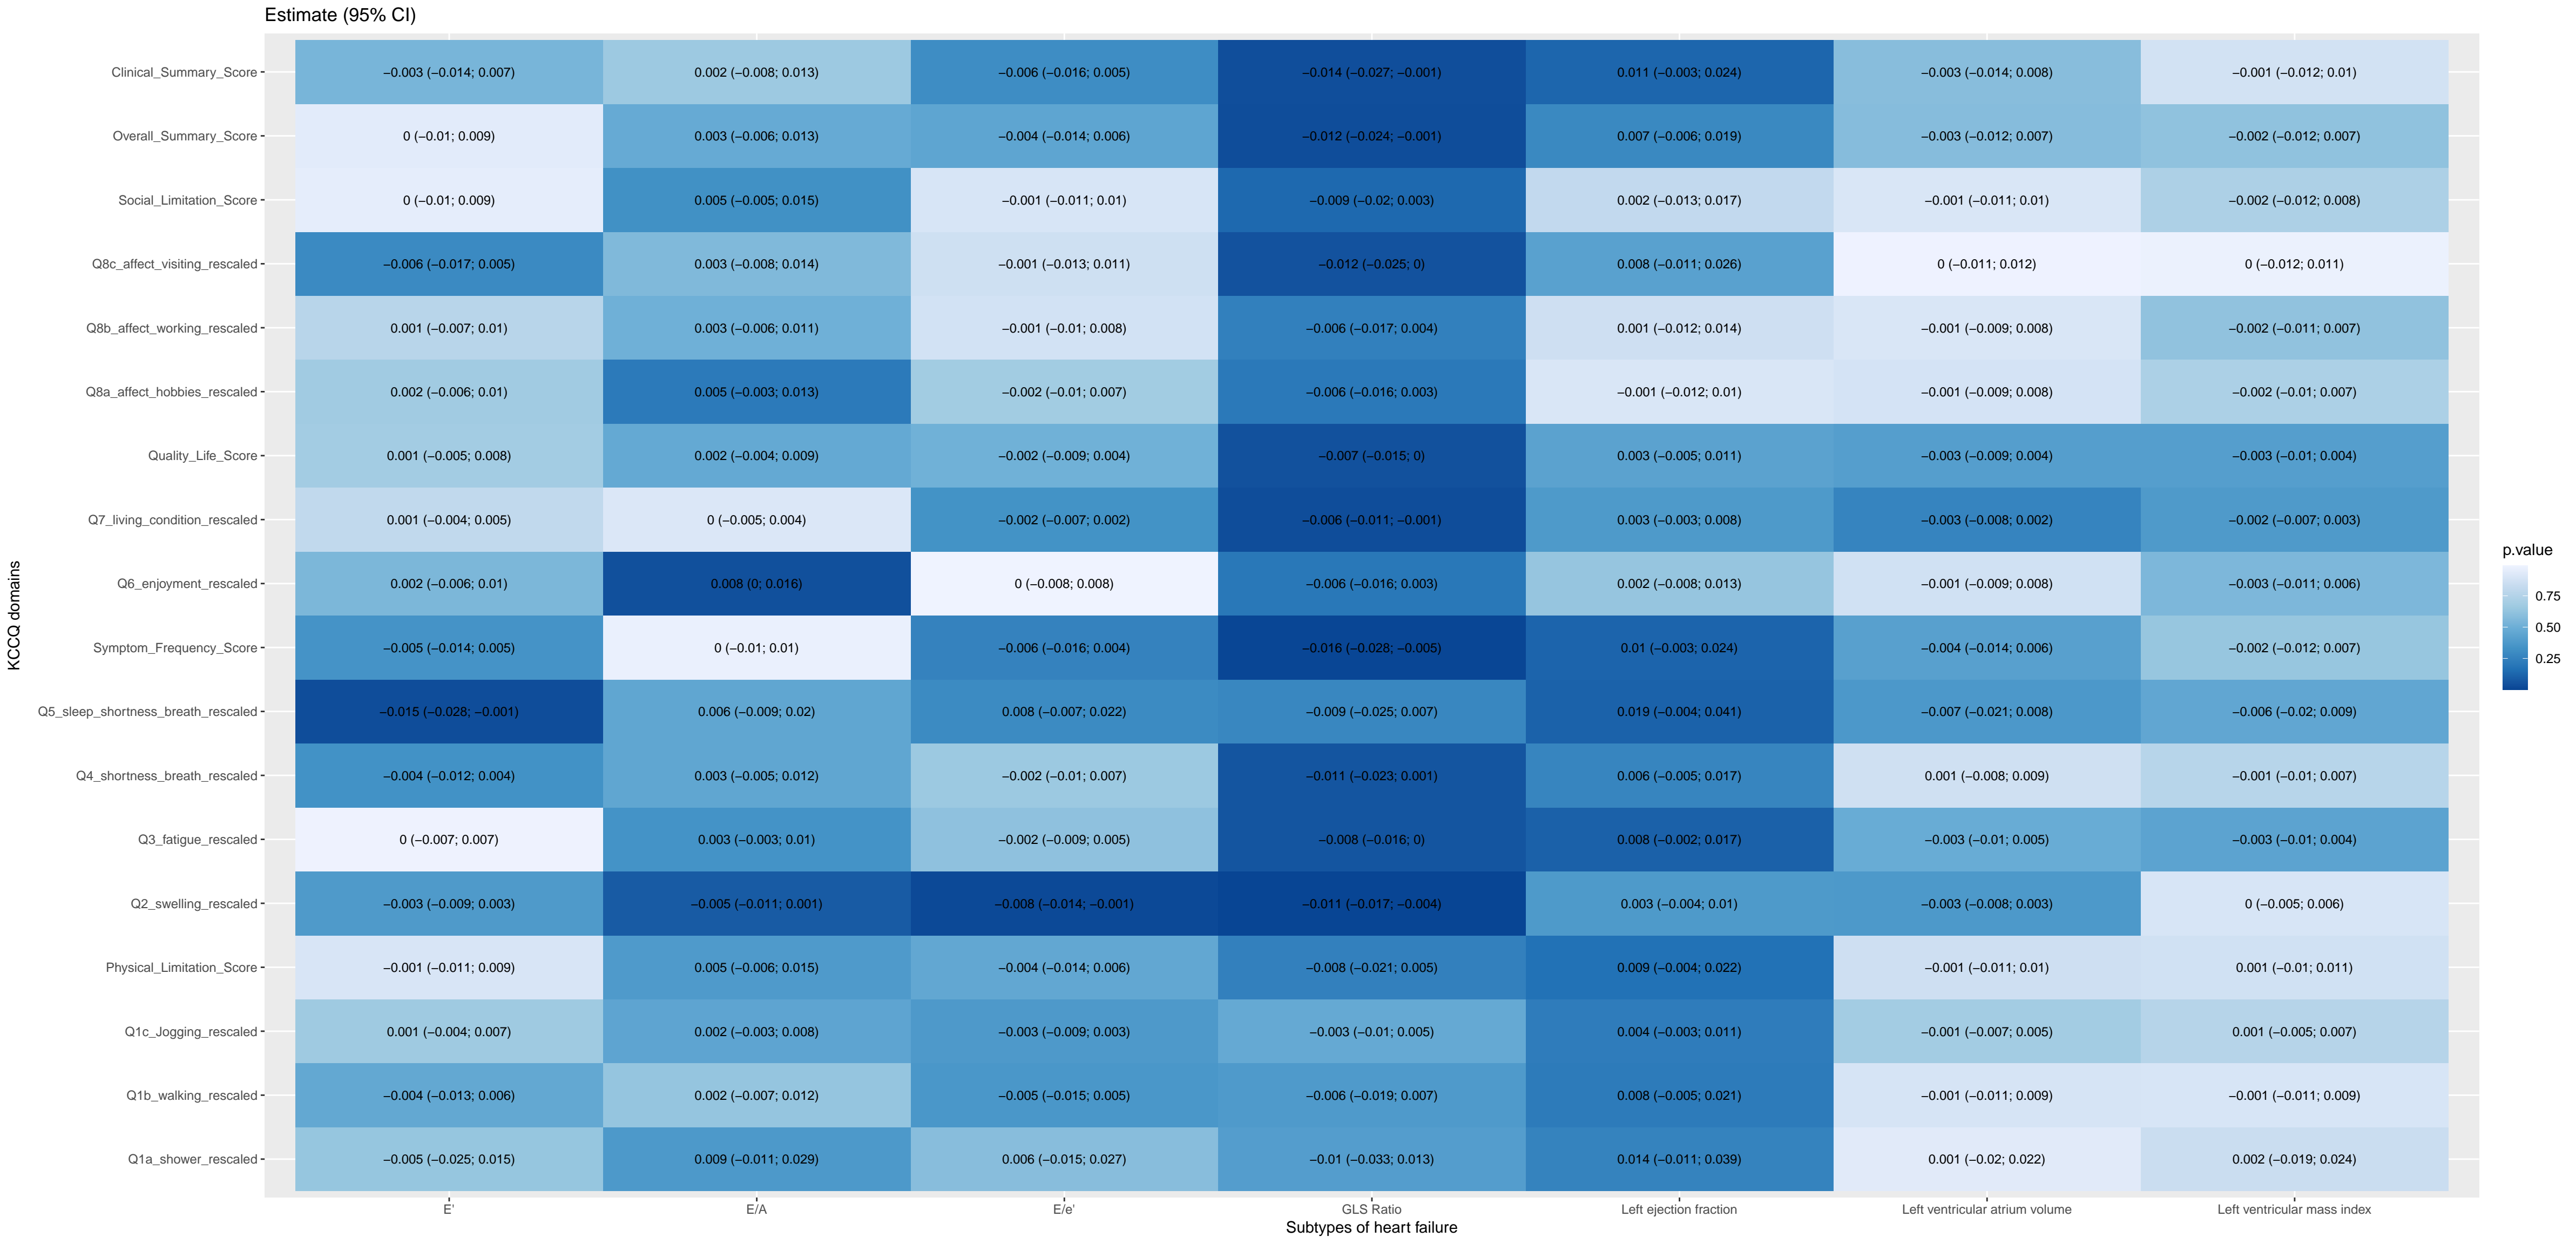 Estimate (95% CI)
Clinical_Summary_Score −0.003 (−0.014; 0.007) 0.002 (−0.008; 0.013) −0.006 (−0.016; 0.005) −0.014 (−0.027; −0.001) 0.011 (−0.003; 0.024) −0.003 (−0.014; 0.008) −0.001 (−0.012; 0.01)
Overall_Summary_Score 0 (−0.01; 0.009) 0.003 (−0.006; 0.013) −0.004 (−0.014; 0.006) −0.012 (−0.024; −0.001) 0.007 (−0.006; 0.019) −0.003 (−0.012; 0.007) −0.002 (−0.012; 0.007)
Social_Limitation_Score 0 (−0.01; 0.009) 0.005 (−0.005; 0.015) −0.001 (−0.011; 0.01) −0.009 (−0.02; 0.003) 0.002 (−0.013; 0.017) −0.001 (−0.011; 0.01) −0.002 (−0.012; 0.008)
Q8c_affect_visiting_rescaled −0.006 (−0.017; 0.005) 0.003 (−0.008; 0.014) −0.001 (−0.013; 0.011) −0.012 (−0.025; 0) 0.008 (−0.011; 0.026) 0 (−0.011; 0.012) 0 (−0.012; 0.011)
Q8b_affect_working_rescaled 0.001 (−0.007; 0.01) 0.003 (−0.006; 0.011) −0.001 (−0.01; 0.008) −0.006 (−0.017; 0.004) 0.001 (−0.012; 0.014) −0.001 (−0.009; 0.008) −0.002 (−0.011; 0.007)
Q8a_affect_hobbies_rescaled 0.002 (−0.006; 0.01) 0.005 (−0.003; 0.013) −0.002 (−0.01; 0.007) −0.006 (−0.016; 0.003) −0.001 (−0.012; 0.01) −0.001 (−0.009; 0.008) −0.002 (−0.01; 0.007)
Quality_Life_Score 0.001 (−0.005; 0.008) 0.002 (−0.004; 0.009) −0.002 (−0.009; 0.004) −0.007 (−0.015; 0) 0.003 (−0.005; 0.011) −0.003 (−0.009; 0.004) −0.003 (−0.01; 0.004)
Q7_living_condition_rescaled 0.001 (−0.004; 0.005) 0 (−0.005; 0.004) −0.002 (−0.007; 0.002) −0.006 (−0.011; −0.001) 0.003 (−0.003; 0.008) −0.003 (−0.008; 0.002) −0.002 (−0.007; 0.003)
Q6_enjoyment_rescaled 0.002 (−0.006; 0.01) 0.008 (0; 0.016) 0 (−0.008; 0.008) −0.006 (−0.016; 0.003) 0.002 (−0.008; 0.013) −0.001 (−0.009; 0.008) −0.003 (−0.011; 0.006)
Symptom_Frequency_Score −0.005 (−0.014; 0.005) 0 (−0.01; 0.01) −0.006 (−0.016; 0.004) −0.016 (−0.028; −0.005) 0.01 (−0.003; 0.024) −0.004 (−0.014; 0.006) −0.002 (−0.012; 0.007)
Q5_sleep_shortness_breath_rescaled −0.015 (−0.028; −0.001) 0.006 (−0.009; 0.02) 0.008 (−0.007; 0.022) −0.009 (−0.025; 0.007) 0.019 (−0.004; 0.041) −0.007 (−0.021; 0.008) −0.006 (−0.02; 0.009)
Q4_shortness_breath_rescaled −0.004 (−0.012; 0.004) 0.003 (−0.005; 0.012) −0.002 (−0.01; 0.007) −0.011 (−0.023; 0.001) 0.006 (−0.005; 0.017) 0.001 (−0.008; 0.009) −0.001 (−0.01; 0.007)
Q3_fatigue_rescaled 0 (−0.007; 0.007) 0.003 (−0.003; 0.01) −0.002 (−0.009; 0.005) −0.008 (−0.016; 0) 0.008 (−0.002; 0.017) −0.003 (−0.01; 0.005) −0.003 (−0.01; 0.004)
Q2_swelling_rescaled −0.003 (−0.009; 0.003) −0.005 (−0.011; 0.001) −0.008 (−0.014; −0.001) −0.011 (−0.017; −0.004) 0.003 (−0.004; 0.01) −0.003 (−0.008; 0.003) 0 (−0.005; 0.006)
Physical_Limitation_Score −0.001 (−0.011; 0.009) 0.005 (−0.006; 0.015) −0.004 (−0.014; 0.006) −0.008 (−0.021; 0.005) 0.009 (−0.004; 0.022) −0.001 (−0.011; 0.01) 0.001 (−0.01; 0.011)
Q1c_Jogging_rescaled 0.001 (−0.004; 0.007) 0.002 (−0.003; 0.008) −0.003 (−0.009; 0.003) −0.003 (−0.01; 0.005) 0.004 (−0.003; 0.011) −0.001 (−0.007; 0.005) 0.001 (−0.005; 0.007)
Q1b_walking_rescaled −0.004 (−0.013; 0.006) 0.002 (−0.007; 0.012) −0.005 (−0.015; 0.005) −0.006 (−0.019; 0.007) 0.008 (−0.005; 0.021) −0.001 (−0.011; 0.009) −0.001 (−0.011; 0.009)
Q1a_shower_rescaled −0.005 (−0.025; 0.015) 0.009 (−0.011; 0.029) 0.006 (−0.015; 0.027) −0.01 (−0.033; 0.013) 0.014 (−0.011; 0.039) 0.001 (−0.02; 0.022) 0.002 (−0.019; 0.024)
E' E/A E/e' GLS Ratio Left ejection fraction Left ventricular atrium volume Left ventricular mass index
Subtypes of heart failure
KCCQ domains
p.value
0.75
0.50
0.25